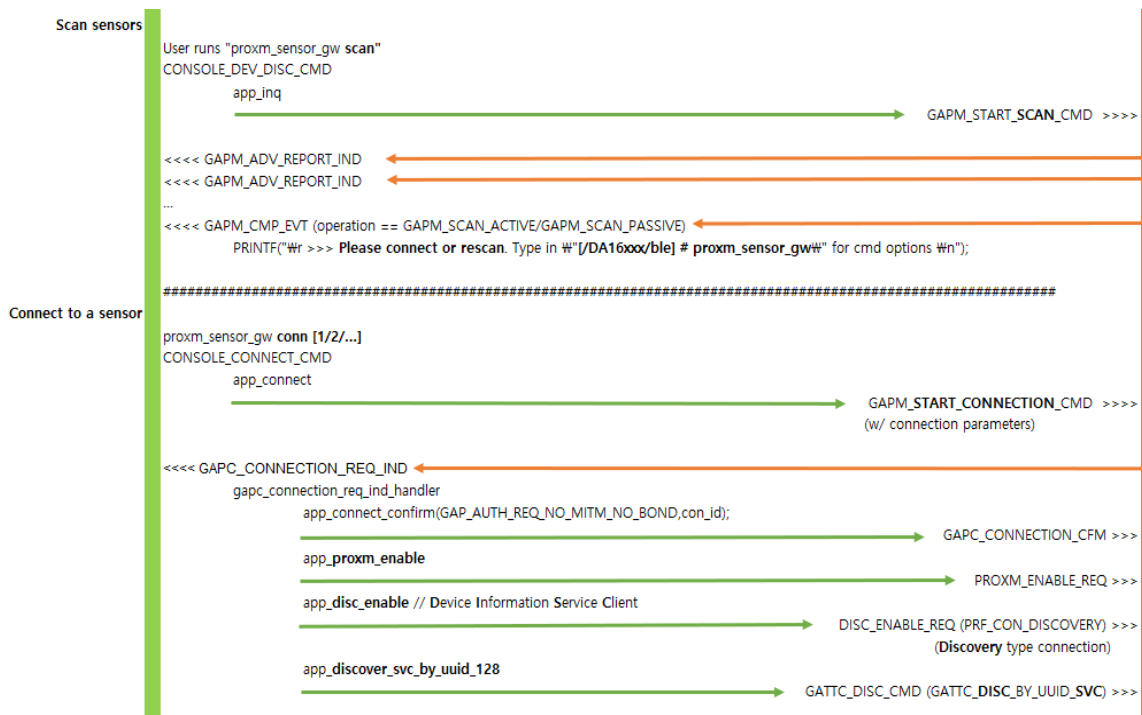 Scan sensors
User runs "proxm_sensor_gw scan"
CONSOLE_DEV_DISC_CMD
app_inq
GAPM_START_SCAN_CMD >>>>
<<<< GAPM_ADV_REPORT_IND
<<<< GAPM_ADV_REPORT_IND
...
<<<< GAPM_CMP_EVT (operation == GAPM_SCAN_ACTIVE/GAPM_SCAN_PASSIVE)
PRINTF("₩r >>> Please connect or rescan. Type in ₩"[/DA16xxx/ble] # proxm_sensor_gw₩" for cmd options ₩n");
##############################################################################################################
Connect to a sensor
proxm_sensor_gw conn [1/2/...]
CONSOLE_CONNECT_CMD
app_connect
GAPM_START_CONNECTION_CMD >>>>
(w/ connection parameters)
<<<< GAPC_CONNECTION_REQ_IND
gapc_connection_req_ind_handler
app_connect_confirm(GAP_AUTH_REQ_NO_MITM_NO_BOND,con_id);
GAPC_CONNECTION_CFM >>>
app_proxm_enable
PROXM_ENABLE_REQ >>>
app_disc_enable // Device Information Service Client
DISC_ENABLE_REQ (PRF_CON_DISCOVERY) >>>
(Discovery type connection)
app_discover_svc_by_uuid_128
GATTC_DISC_CMD (GATTC_DISC_BY_UUID_SVC) >>>